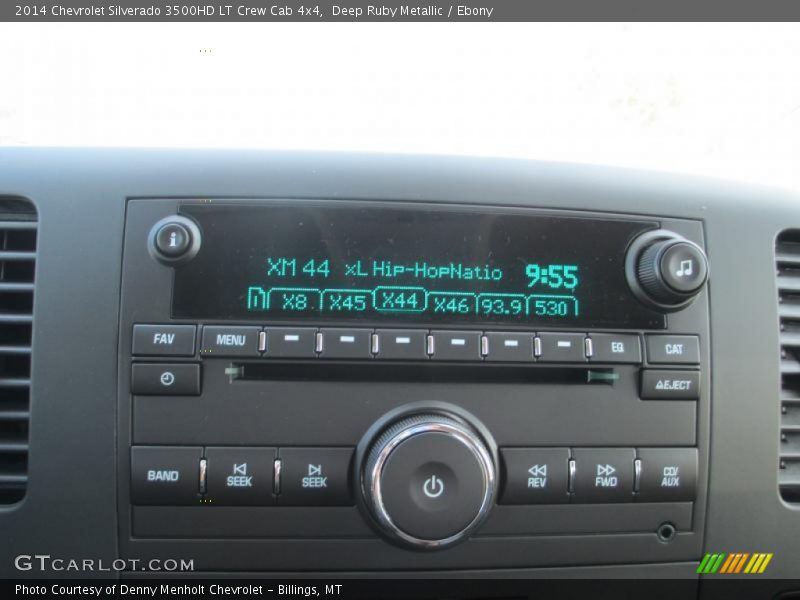 2014 Chevrolet Silverado 3500HD LT Crew Cab 4x4,  Deep Ruby Metallic / Ebony
i
XM 44 xL Hip-HopNatio 9:55
X8 X45 X44 X46 93.9 530
FAV MENU EQ CAT
EJECT
BAND SEEK SEEK REV FWD CD/AUX
GTCARLOT.COM
Photo Courtesy of Denny Menholt Chevrolet - Billings, MT